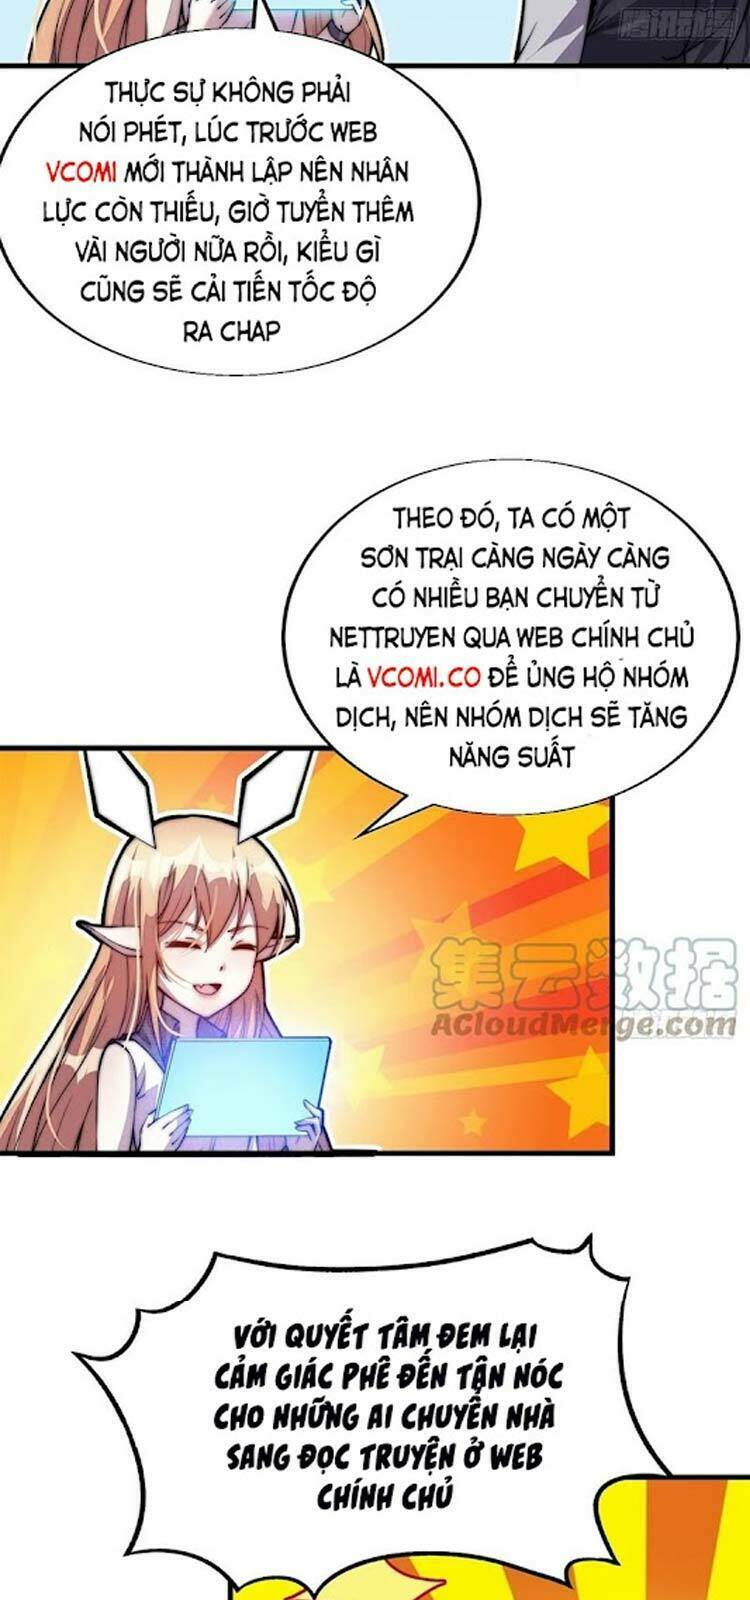 腾讯动漫
THỰC SỰ KHÔNG PHẢI
NÓI PHÉT, LÚC TRƯỚC WEB
VCOMI MỚI THÀNH LẬP NÊN NHÂN
LỰC CÒN THIẾU, GIỜ TUYỂN THÊM
VÀI NGƯỜI NỮA RỒI, KIỂU GÌ
CŨNG SẼ CẢI TIẾN TỐC ĐỘ
RA CHAP
THEO ĐÓ, TA CÓ MỘT
SƠN TRẠI CÀNG NGÀY CÀNG
CÓ NHIỀU BẠN CHUYỂN TỪ
NETTRUYEN QUA WEB CHÍNH CHỦ
LÀ VCOMI.CO ĐỂ ỦNG HỘ NHÓM
DỊCH, NÊN NHÓM DỊCH SẼ TĂNG
NĂNG SUẤT
集云数据
ACloudMerge.com
VỚI QUYẾT TÂM ĐEM LẠI
CẢM GIÁC PHÊ ĐẾN TẬN NÓC
CHO NHỮNG AI CHUYỂN NHÀ
SANG ĐỌC TRUYỆN Ở WEB
CHÍNH CHỦ